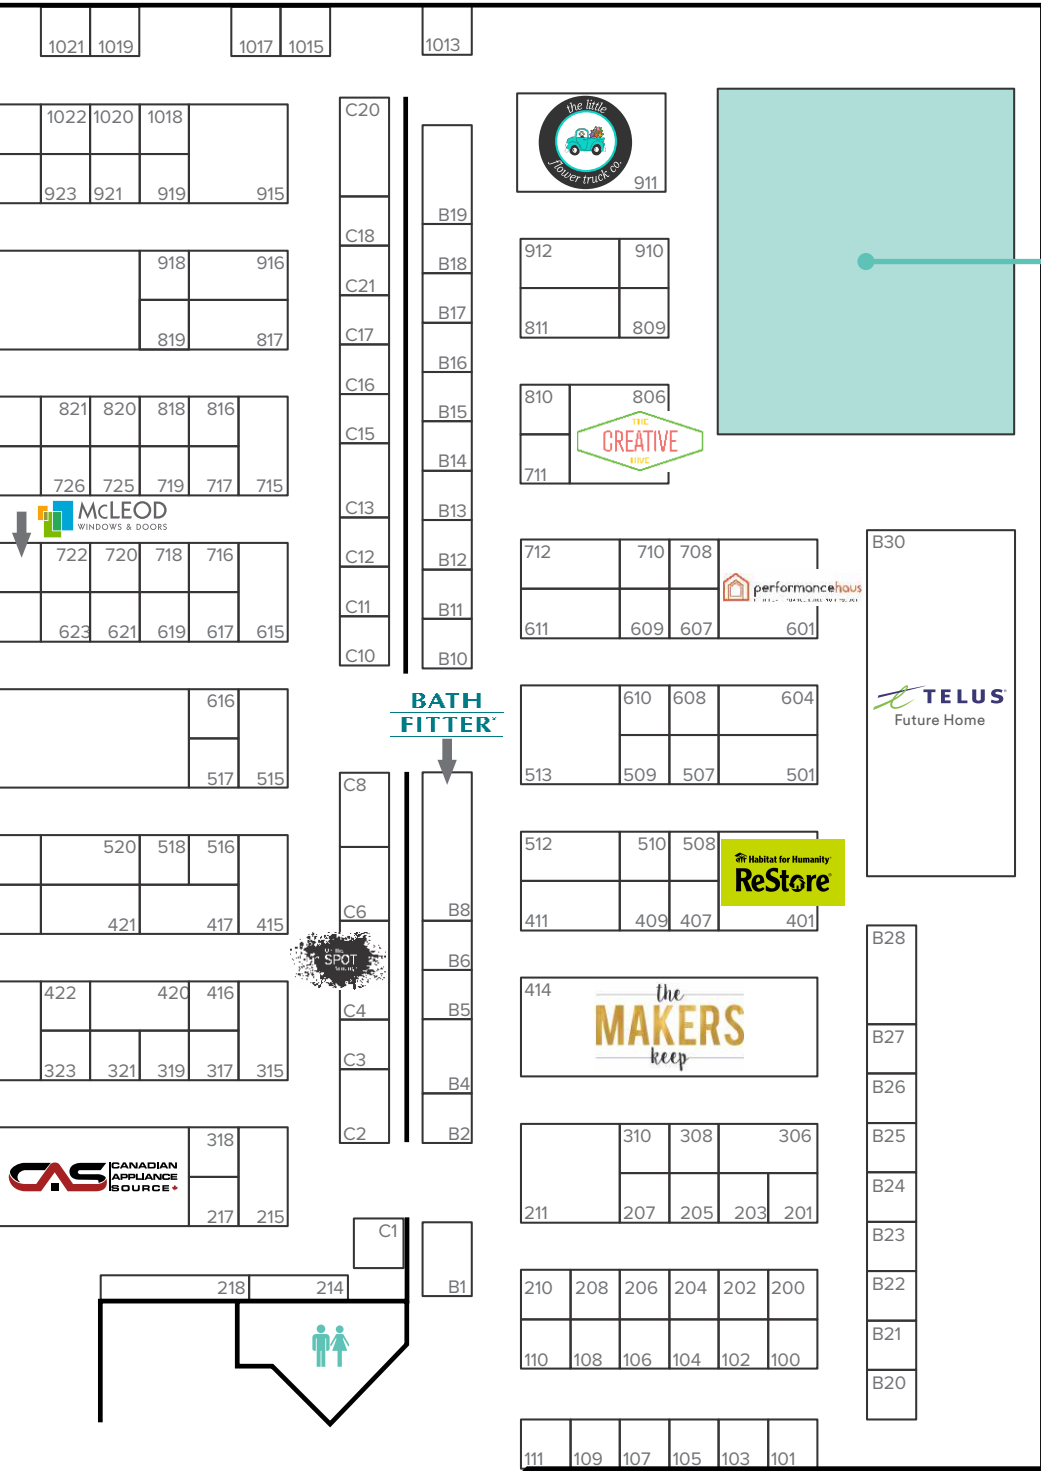 1021 1019 1017 1015 1013
1022 1020 1018 C20
923 921 919 915
the little
flower truck co.
911
B19
C18
918 916 B18 912 910
C21
B17
819 817 C17 811 809
B16
C16
821 820 818 816 B15 810 806
THE
CREATIVE
HIVE
C15
B14
726 725 719 717 715 711
C13 B13
McLEOD
WINDOWS & DOORS
B30
722 720 718 716 C12 B12 712 710 708
performancehaus
C11 B11
623 621 619 617 615 611 609 607 601
C10 B10
616 610 608 604
BATH
FITTER
TELUS
Future Home
517 515 C8 513 509 507 501
520 518 516 512 510 508
Habitat for Humanity
ReStore
C6 B8
421 417 415 411 409 407 401
B28
SPOT
B6
422 420 416 414
the
MAKERS
keep
C4 B5
B27
C3
323 321 319 317 315 B4
B26
C2 B2
318 310 308 306 B25
CANADIAN
APPLIANCE
SOURCE
CAS
B24
217 215 211 207 205 203 201
C1 B23
218 214 B1 210 208 206 204 202 200 B22
B21
110 108 106 104 102 100
B20
111 109 107 105 103 101